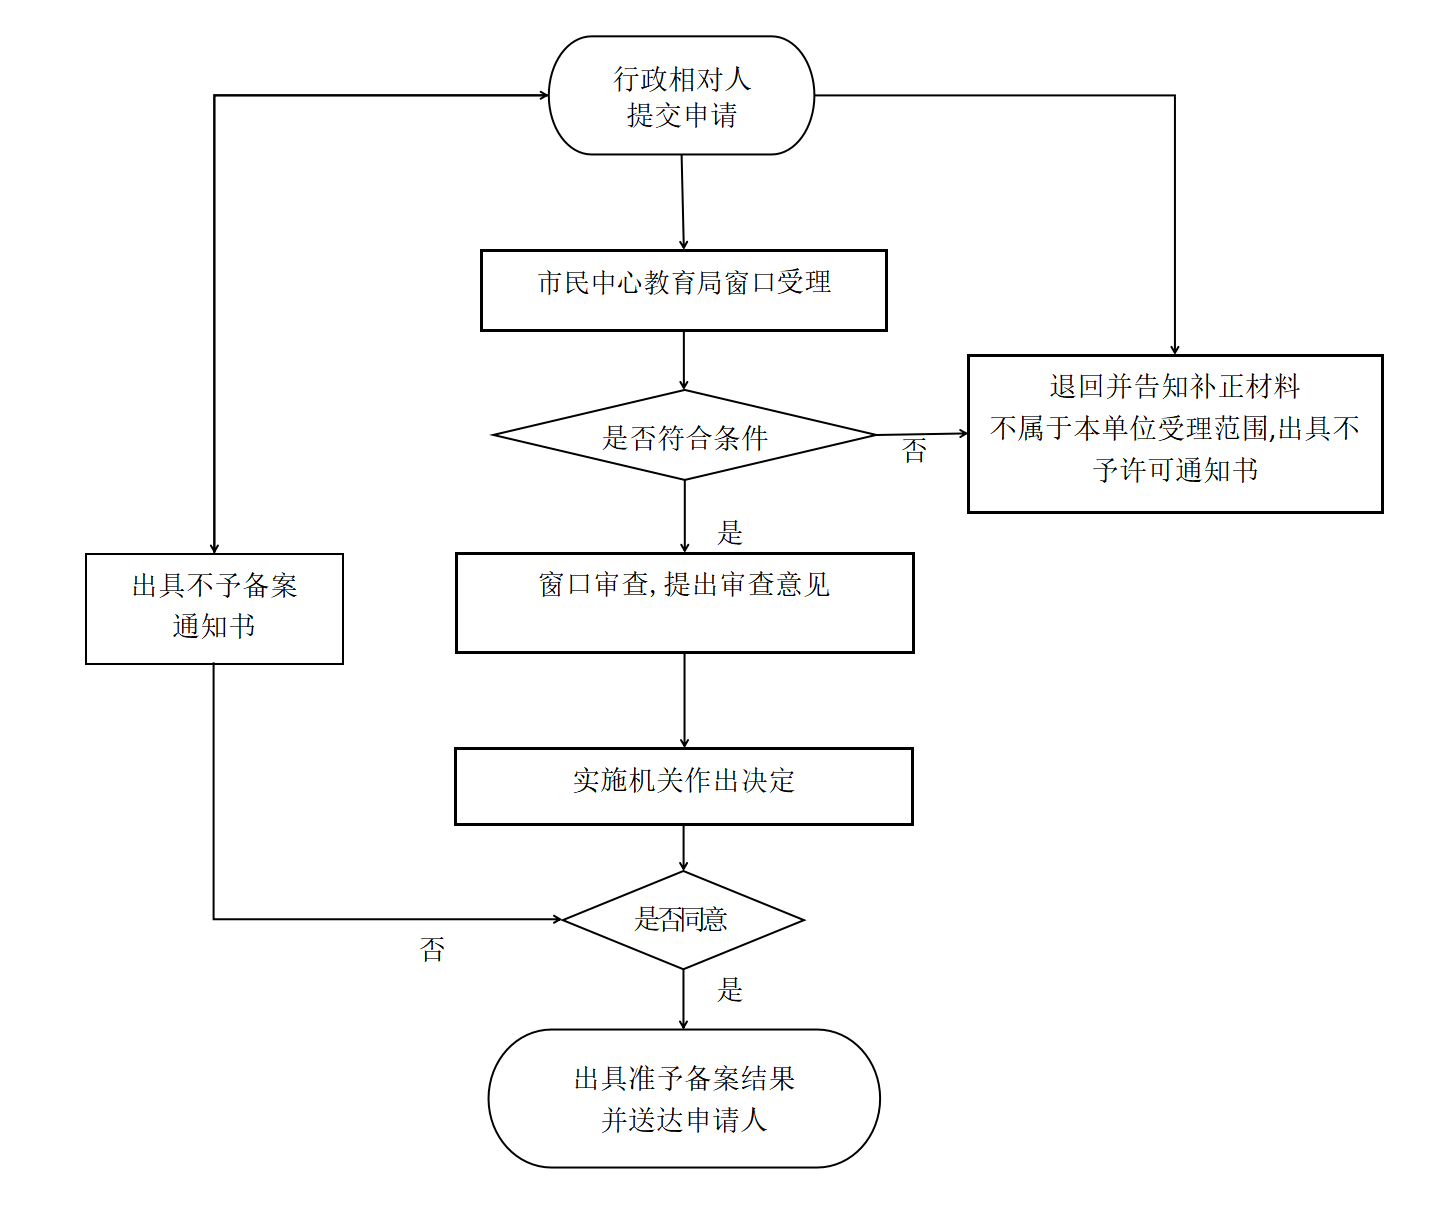 行政相对人
提交申请
市民中心教育局窗口受理
是否符合条件
否
退回并告知补正材料
不属于本单位受理范围,出具不
予许可通知书
是
窗口审查,提出审查意见
出具不予备案
通知书
实施机关作出决定
是否同意
否
是
出具准予备案结果
并送达申请人